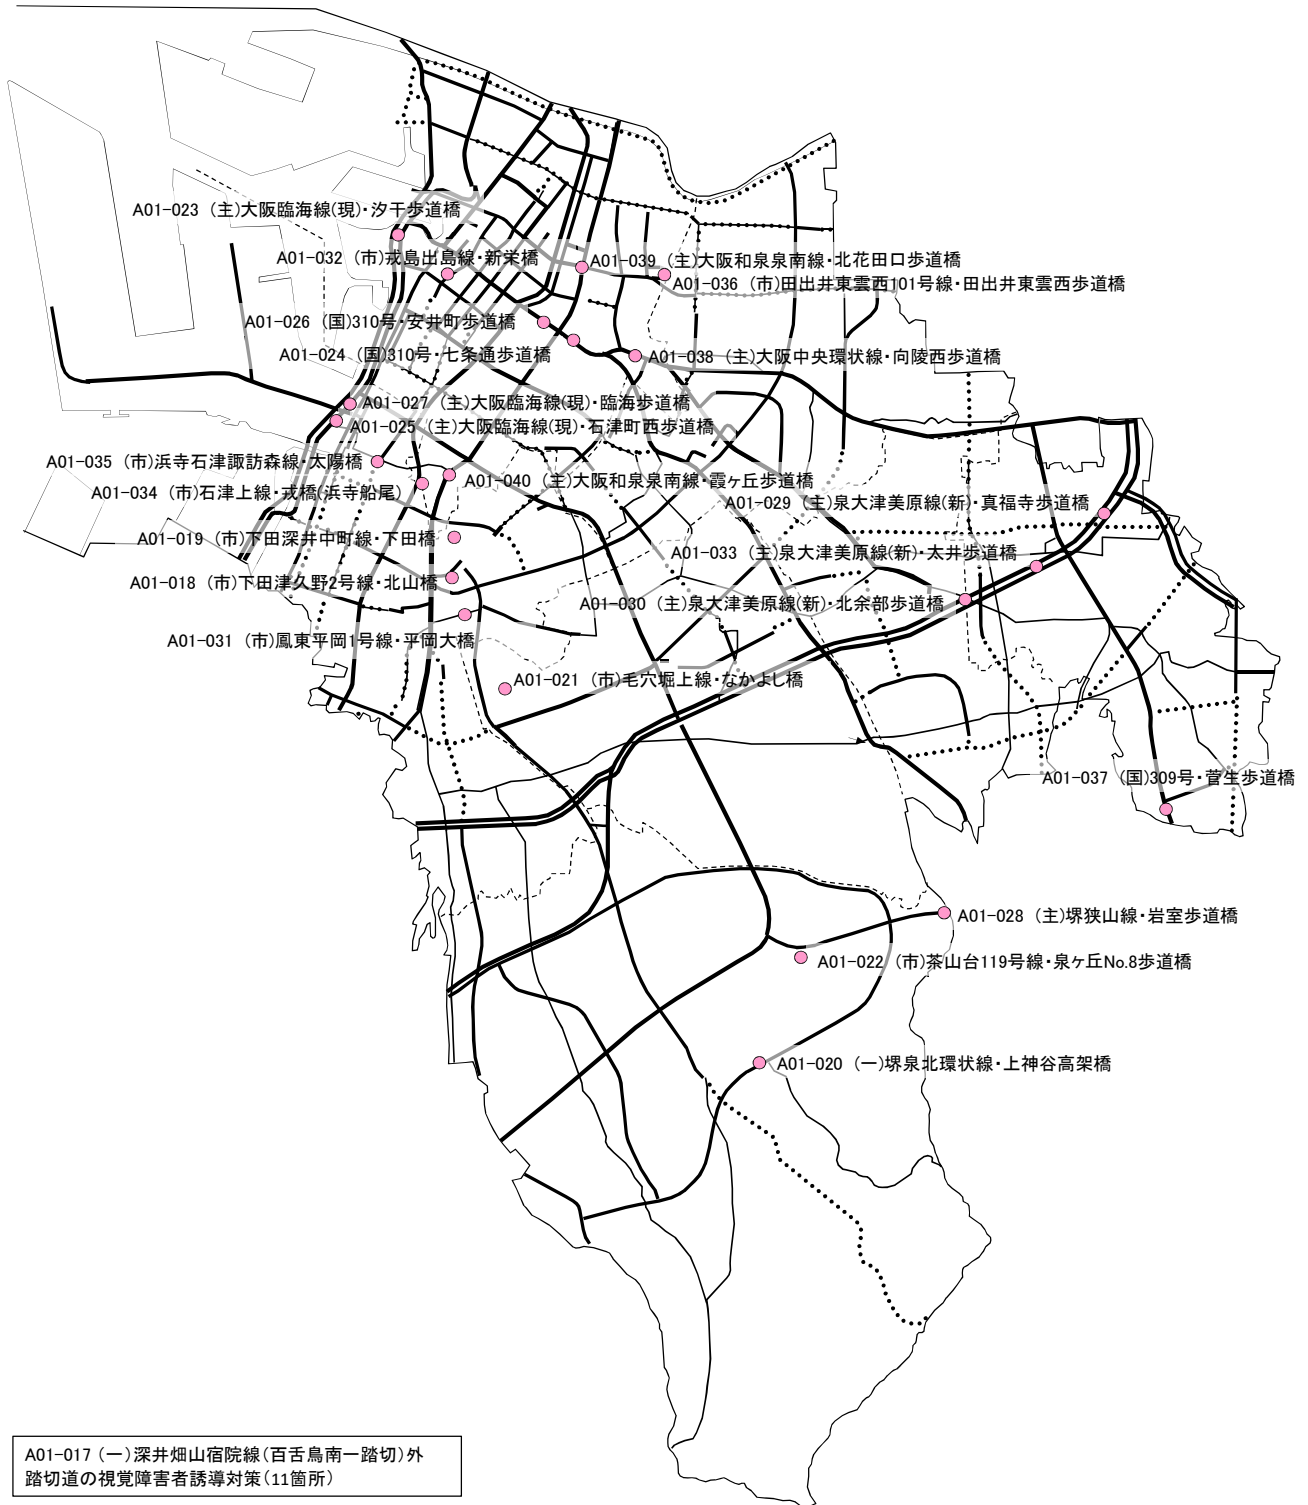 A01-023 (主)大阪臨海線(現)・汐干歩道橋
A01-032 (市)戎島出島線・新栄橋
A01-039 (主)大阪和泉泉南線・北花田口歩道橋
A01-036 (市)田出井東雲西101号線・田出井東雲西歩道橋
A01-026 (国)310号・安井町歩道橋
A01-024 (国)310号・七条通歩道橋
A01-038 (主)大阪中央環状線・向陵西歩道橋
A01-027 (主)大阪臨海線(現)・臨海歩道橋
A01-025 (主)大阪臨海線(現)・石津町西歩道橋
A01-035 (市)浜寺石津諏訪森線・太陽橋
A01-040 (主)大阪和泉泉南線・霞ヶ丘歩道橋
A01-034 (市)石津上線・戎橋(浜寺船尾)
A01-029 (主)泉大津美原線(新)・真福寺歩道橋
A01-019 (市)下田深井中町線・下田橋
A01-033 (主)泉大津美原線(新)・太井歩道橋
A01-018 (市)下田津久野2号線・北山橋
A01-030 (主)泉大津美原線(新)・北余部歩道橋
A01-031 (市)鳳東平岡1号線・平岡大橋
A01-021 (市)毛穴堀上線・なかよし橋
A01-037 (国)309号・菅生歩道橋
A01-028 (主)堺狭山線・岩室歩道橋
A01-022 (市)茶山台119号線・泉ヶ丘No.8歩道橋
A01-020 (一)堺泉北環状線・上神谷高架橋
A01-017 (一)深井畑山宿院線(百舌鳥南一踏切)外
踏切道の視覚障害者誘導対策(11箇所)